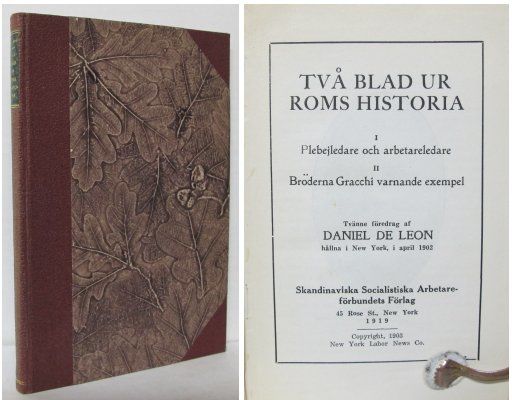 TVÅ BLAD UR
ROMS HISTORIA
I
Plebejledare och arbetareledare
II
Bröderna Gracchi varnande exempel
Tvänne föredrag af
DANIEL DE LEON
hållna i New York, i april 1902
Skandinaviska Socialistiska Arbetare-
förbundets Förlag
45 Rose St., New York
1919
Copyright, 1903
New York Labor News Co.